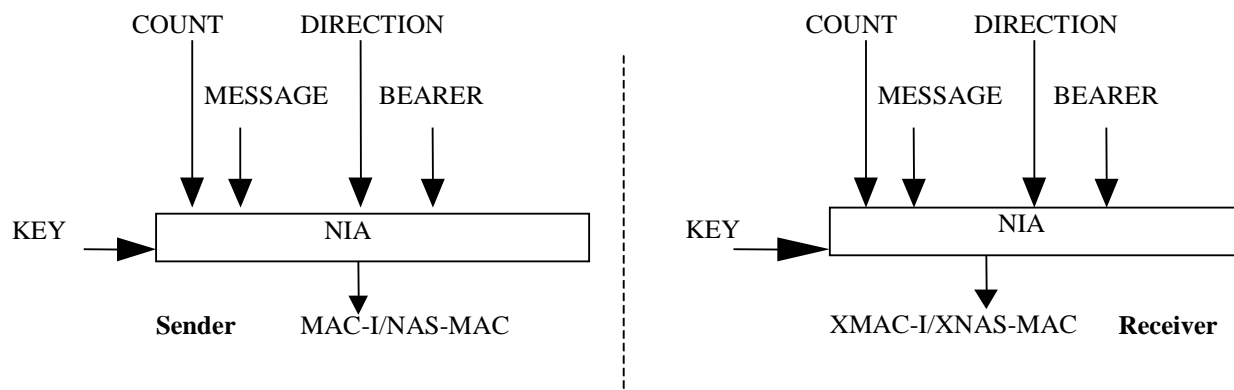 COUNT DIRECTION
MESSAGE BEARER
KEY NIA
Sender MAC-I/NAS-MAC
COUNT DIRECTION
MESSAGE BEARER
KEY NIA
XMAC-I/XNAS-MAC Receiver